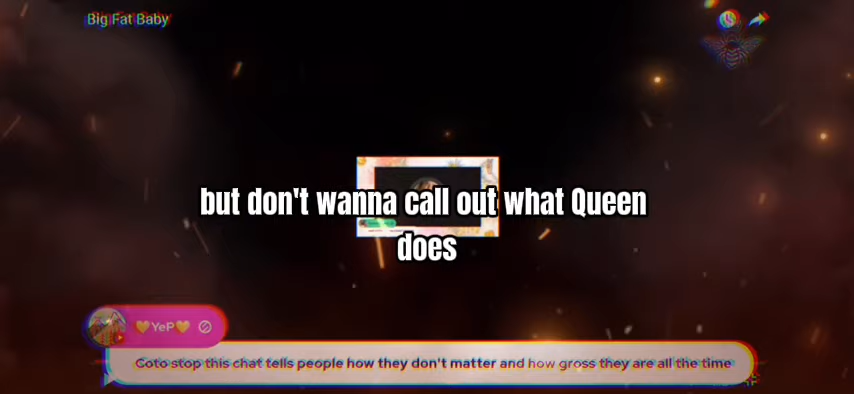 Big Fat Baby
but don't wanna call out what Queen
does
🧡YeP🧡
Coto stop this chat tells people how they don't matter and how gross they are all the time